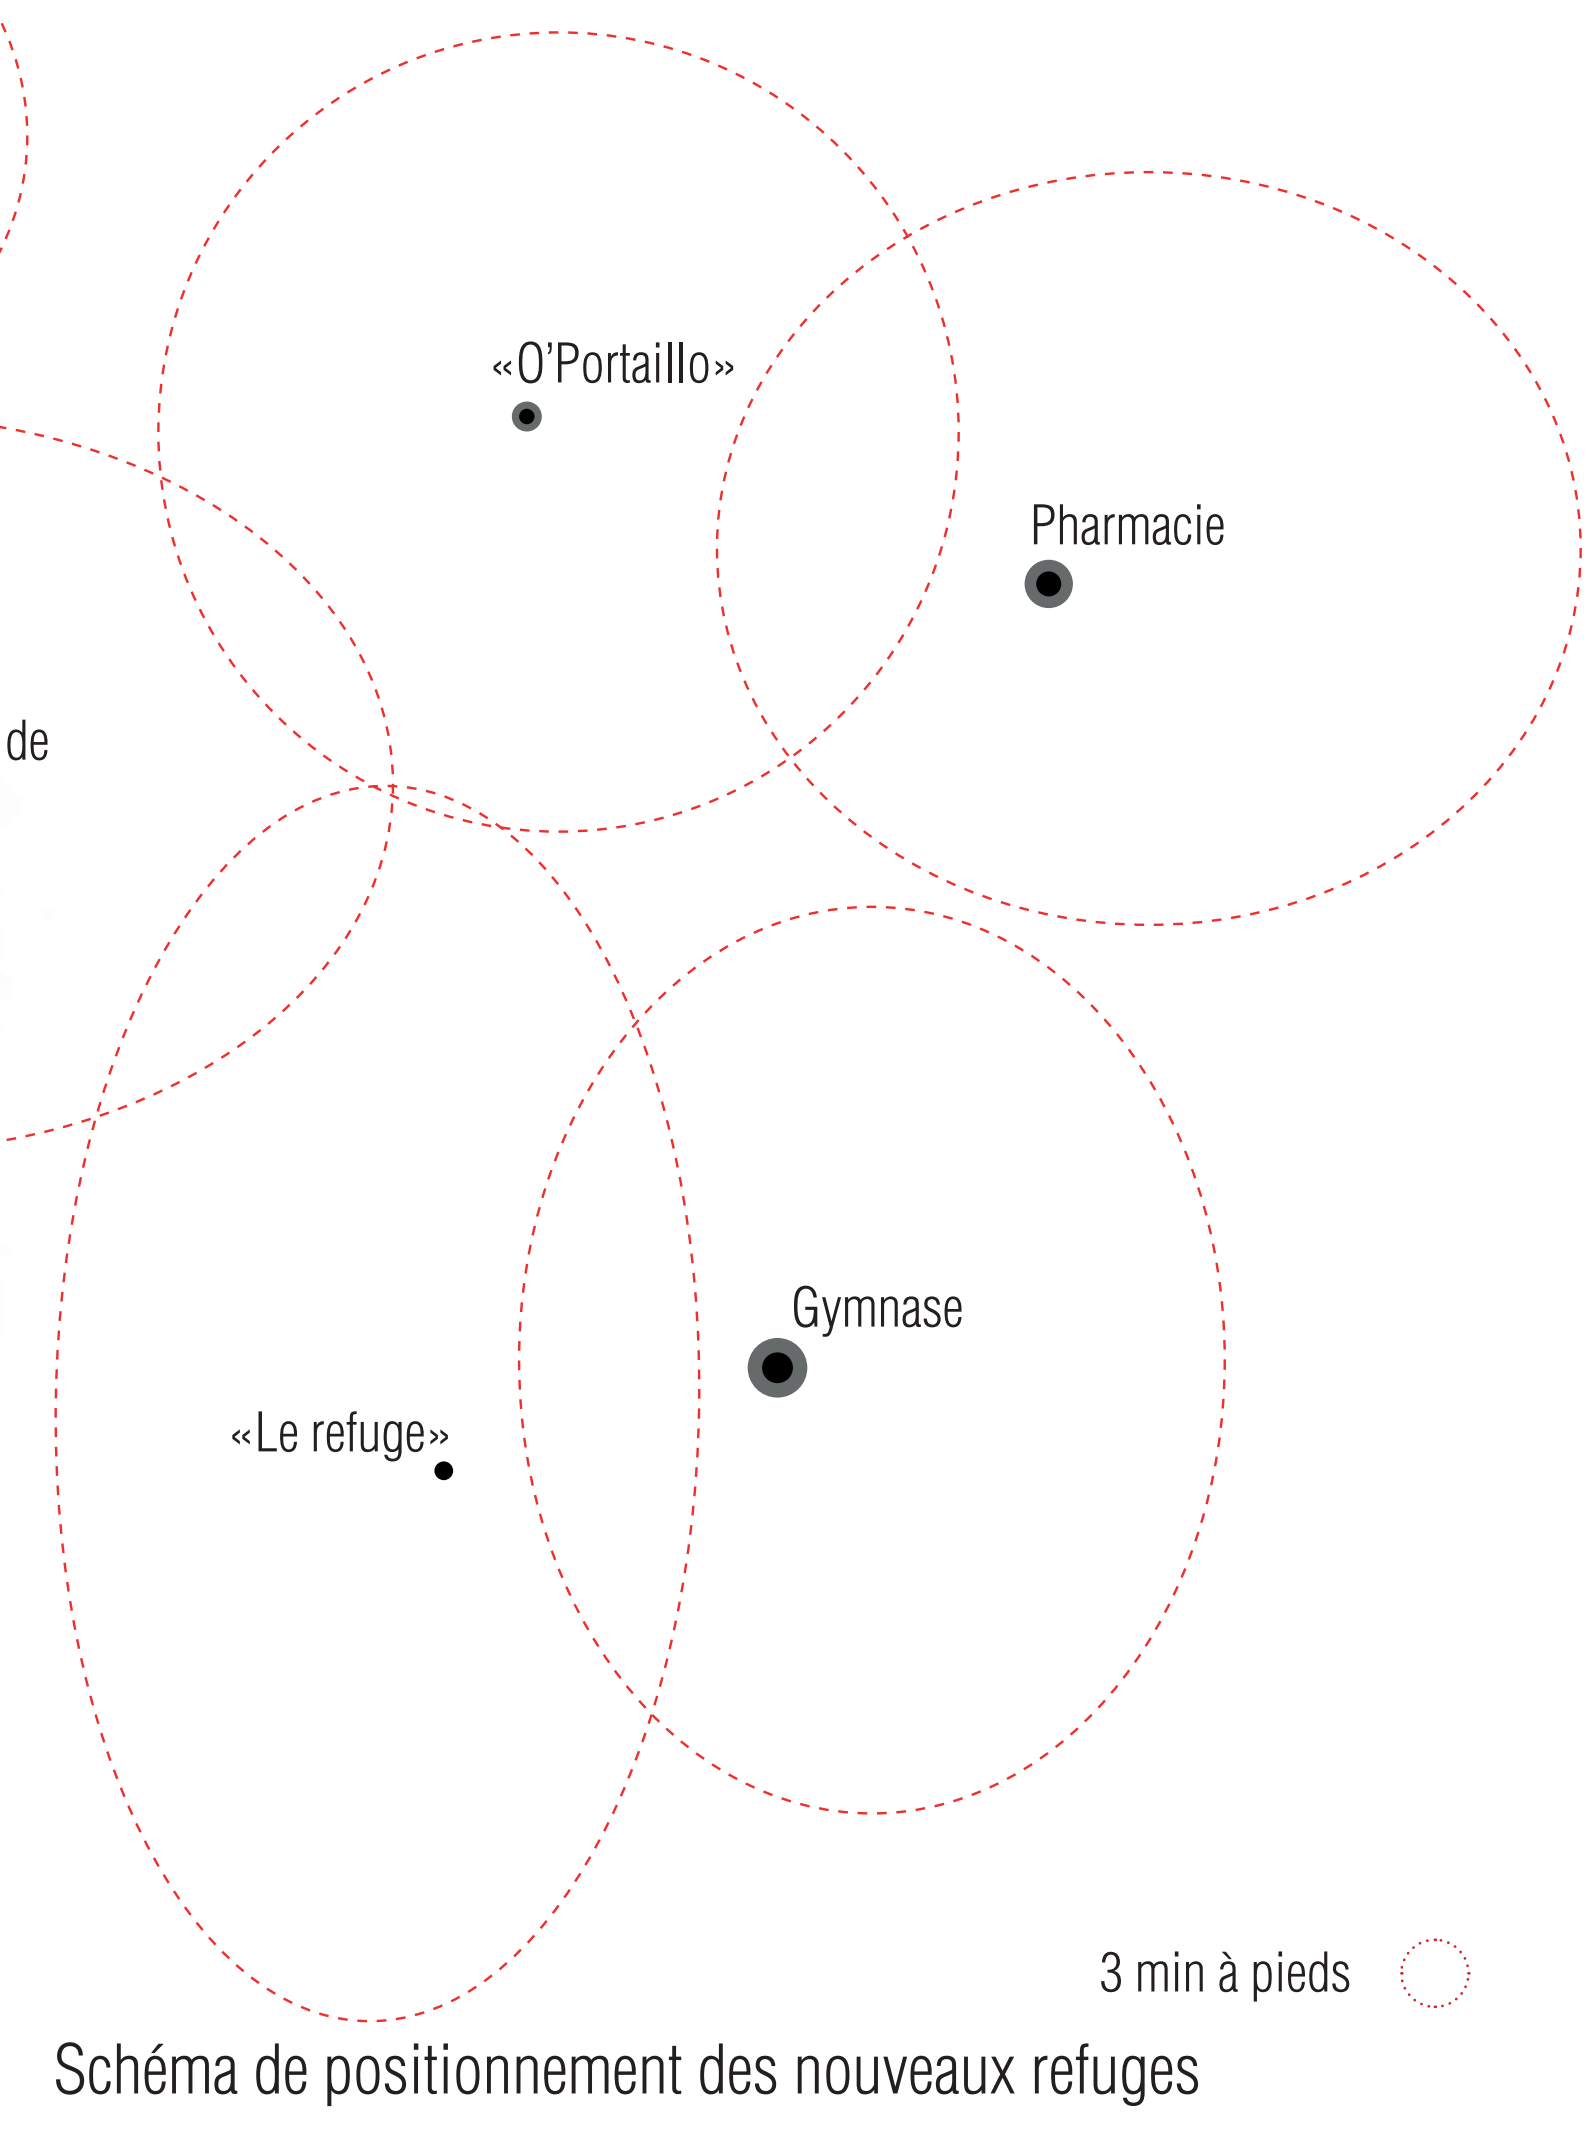 «O’Portaillo»
Pharmacie
de
Gymnase
«Le refuge»
3 min à pieds
Schéma de positionnement des nouveaux refuges